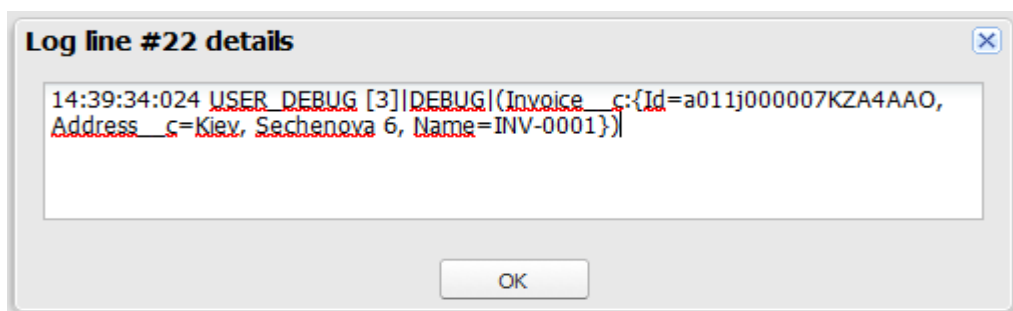 Log line #22 details
14:39:34:024 USER_DEBUG [3]|DEBUG|(Invoice__c:{Id=a011j000007KZA4AAO,
Address__c=Kiev, Sechenova 6, Name=INV-0001})
OK